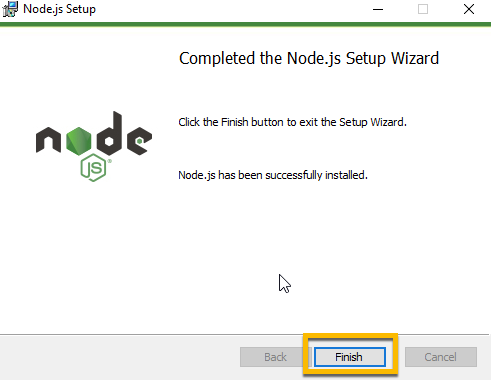 Node.js Setup
Completed the Node.js Setup Wizard
Click the Finish button to exit the Setup Wizard.
node
JS
Node.js has been successfully installed.
Back
Finish
Cancel